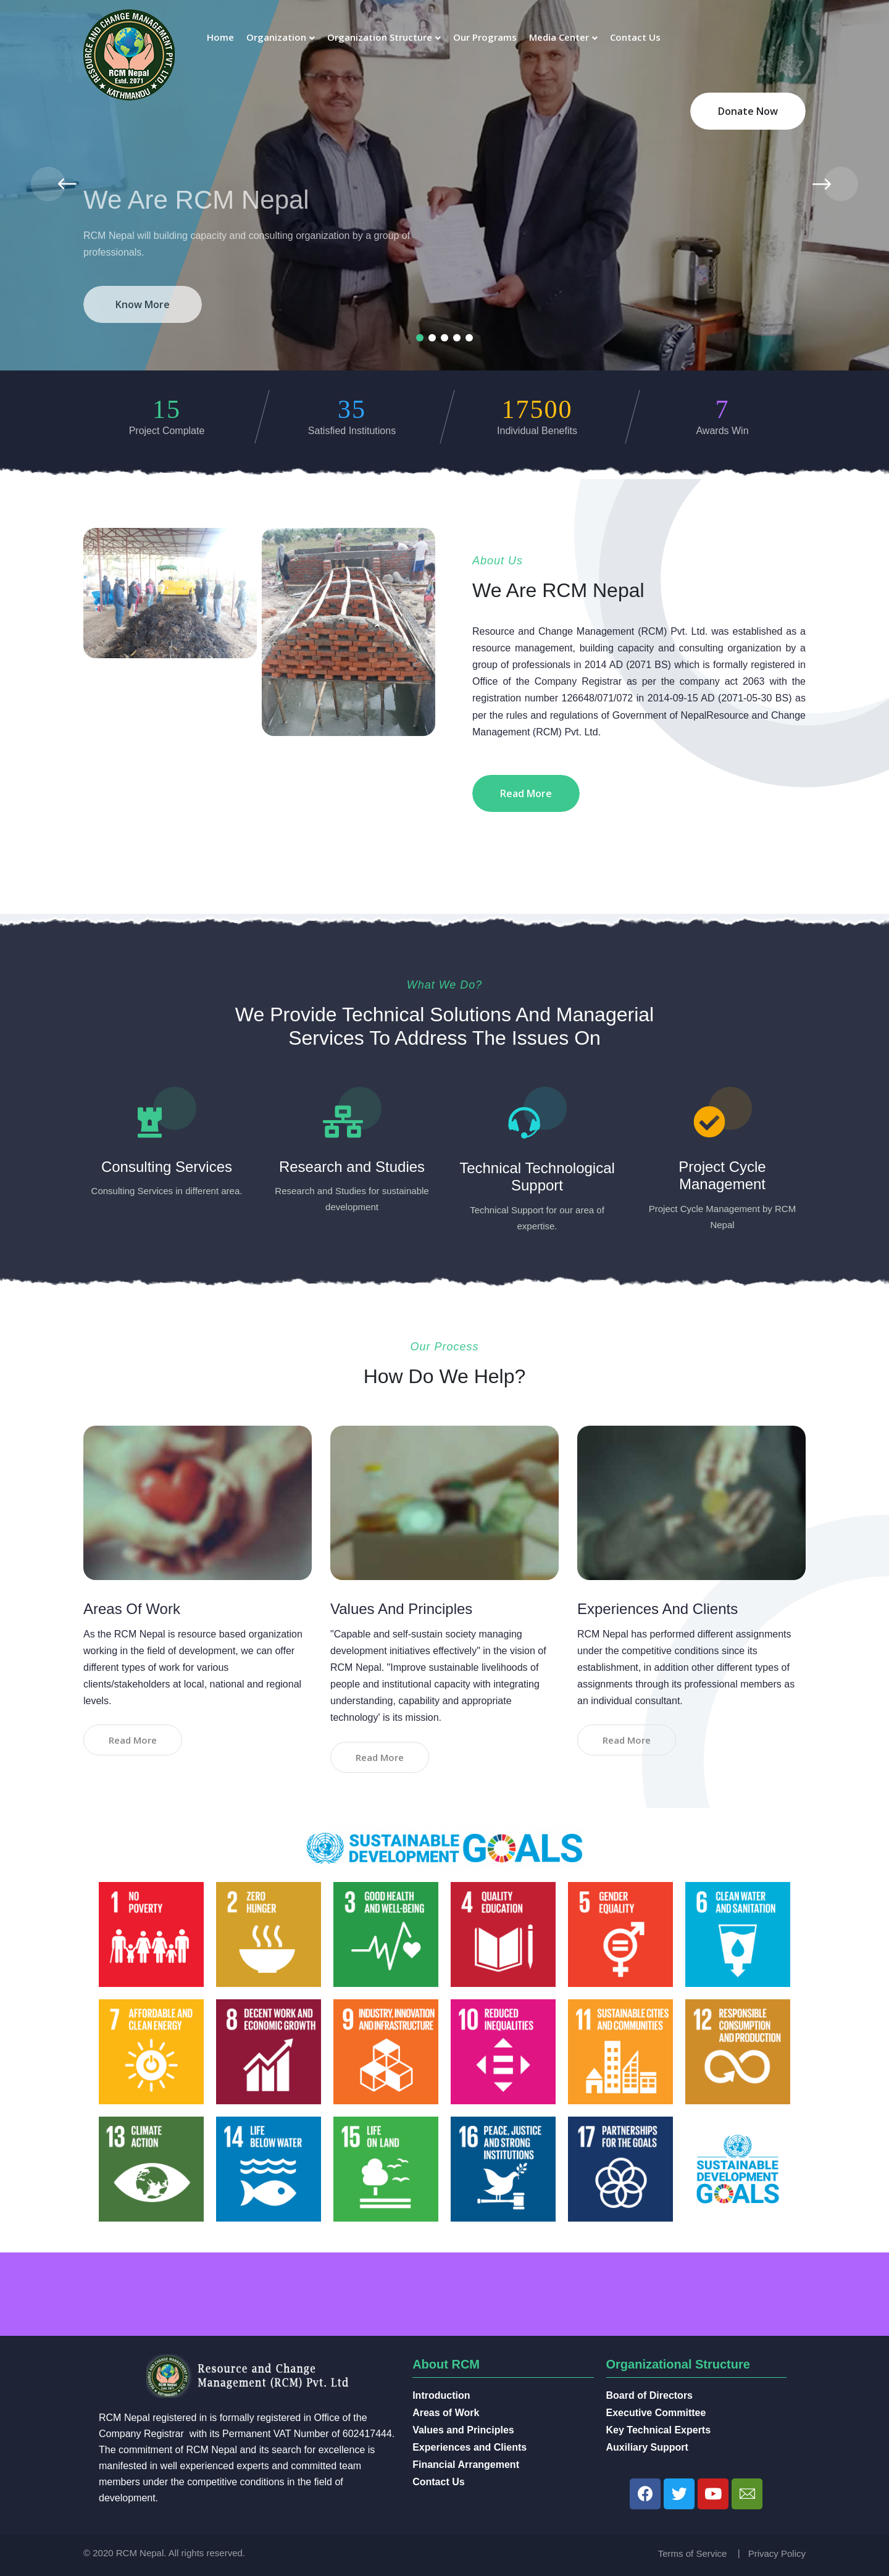 RESOURCE AND CHANGE MANAGEMENT PVT. LTD.
RCM Nepal
Estd. 2071
KATHMANDU
Home Organization Organization Structure Our Programs Media Center Contact Us
Donate Now
We Are RCM Nepal
RCM Nepal will building capacity and consulting organization by a group of
professionals.
Know More
15 35 17500 7
Project Complete Satisfied Institutions Individual Benefits Awards Win
About Us
We Are RCM Nepal
Resource and Change Management (RCM) Pvt. Ltd. was established as a
resource management, building capacity and consulting organization by a
group of professionals in 2014 AD (2071 BS) which is formally registered in
Office of the Company Registrar as per the company act 2063 with the
registration number 126648/071/072 in 2014-09-15 AD (2071-05-30 BS) as
per the rules and regulations of Government of NepalResource and Change
Management (RCM) Pvt. Ltd.
Read More
What We Do?
We Provide Technical Solutions And Managerial
Services To Address The Issues On
Consulting Services
Consulting Services in different area.
Research and Studies
Research and Studies for sustainable
development
Technical Technological
Support
Technical Support for our area of
expertise.
Project Cycle
Management
Project Cycle Management by RCM
Nepal
Our Process
How Do We Help?
Areas Of Work
As the RCM Nepal is resource based organization
working in the field of development, we can offer
different types of work for various
clients/stakeholders at local, national and regional
levels.
Read More
Values And Principles
"Capable and self-sustain society managing
development initiatives effectively" in the vision of
RCM Nepal. "Improve sustainable livelihoods of
people and institutional capacity with integrating
understanding, capability and appropriate
technology' is its mission.
Read More
Experiences And Clients
RCM Nepal has performed different assignments
under the competitive conditions since its
establishment, in addition other different types of
assignments through its professional members as
an individual consultant.
Read More
SUSTAINABLE
DEVELOPMENT
GOALS
1 NO
POVERTY
2 ZERO
HUNGER
3 GOOD HEALTH
AND WELL-BEING
4 QUALITY
EDUCATION
5 GENDER
EQUALITY
6 CLEAN WATER
AND SANITATION
7 AFFORDABLE AND
CLEAN ENERGY
8 DECENT WORK AND
ECONOMIC GROWTH
9 INDUSTRY, INNOVATION
AND INFRASTRUCTURE
10 REDUCED
INEQUALITIES
11 SUSTAINABLE CITIES
AND COMMUNITIES
12 RESPONSIBLE
CONSUMPTION
AND PRODUCTION
13 CLIMATE
ACTION
14 LIFE
BELOW WATER
15 LIFE
ON LAND
16 PEACE, JUSTICE
AND STRONG
INSTITUTIONS
17 PARTNERSHIPS
FOR THE GOALS
SUSTAINABLE
DEVELOPMENT
GOALS
Resource and Change
Management (RCM) Pvt. Ltd
RCM Nepal registered in is formally registered in Office of the
Company Registrar with its Permanent VAT Number of 602417444.
The commitment of RCM Nepal and its search for excellence is
manifested in well experienced experts and committed team
members under the competitive conditions in the field of
development.
About RCM
Introduction
Areas of Work
Values and Principles
Experiences and Clients
Financial Arrangement
Contact Us
Organizational Structure
Board of Directors
Executive Committee
Key Technical Experts
Auxiliary Support
© 2020 RCM Nepal. All rights reserved.
Terms of Service | Privacy Policy